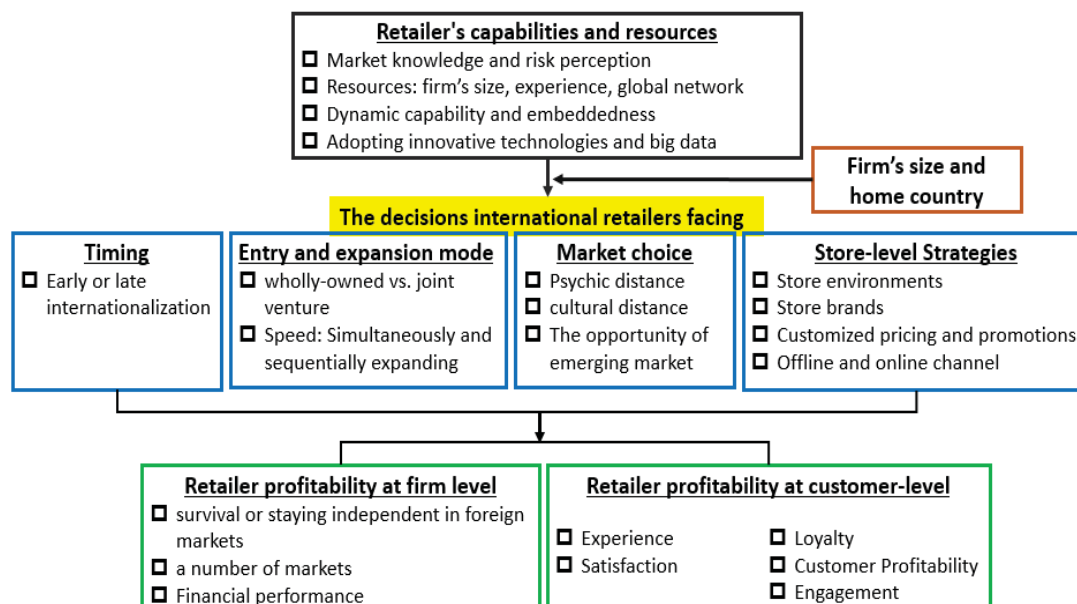 Retailer's capabilities and resources
Market knowledge and risk perception
Resources: firm's size, experience, global network
Dynamic capability and embeddedness
Adopting innovative technologies and big data
Firm's size and
home country
The decisions international retailers facing
Timing
Early or late
internationalization
Entry and expansion mode
wholly-owned vs. joint
venture
Speed: Simultaneously and
sequentially expanding
Market choice
Psychic distance
cultural distance
The opportunity of
emerging market
Store-level Strategies
Store environments
Store brands
Customized pricing and promotions
Offline and online channel
Retailer profitability at firm level
survival or staying independent in foreign
markets
a number of markets
Financial performance
Retailer profitability at customer-level
Experience
Satisfaction
Loyalty
Customer Profitability
Engagement